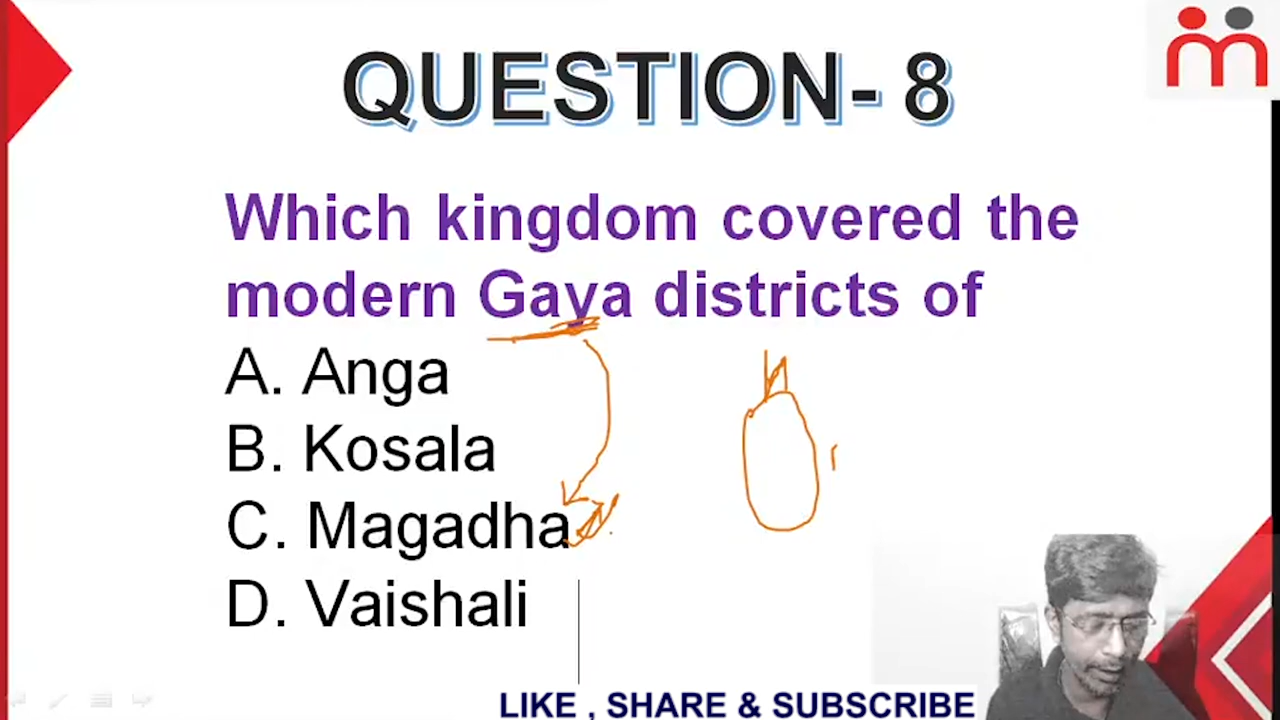 QUESTION- 8
Which kingdom covered the
modern Gaya districts of
A. Anga
B. Kosala
C. Magadha
D. Vaishali
LIKE , SHARE & SUBSCRIBE